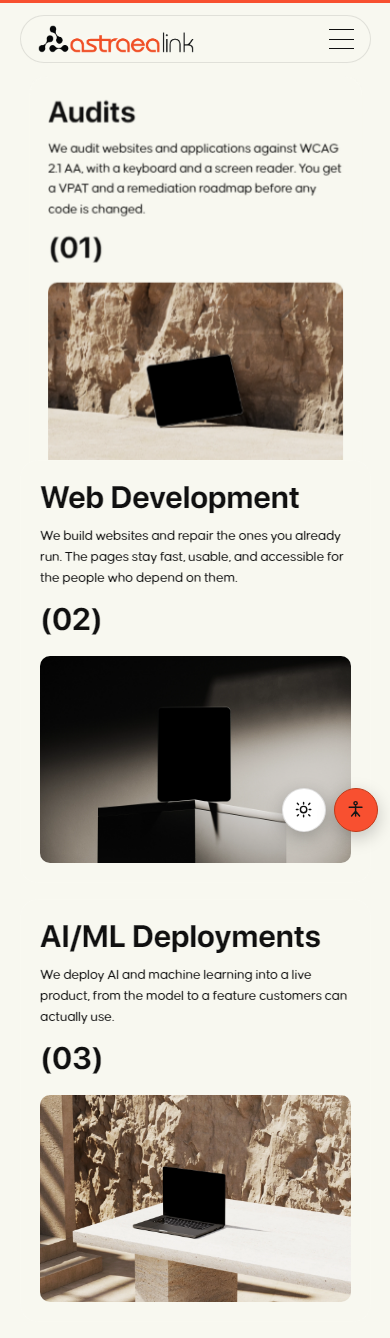 astraealink
Audits
We audit websites and applications against WCAG
2.1 AA, with a keyboard and a screen reader. You get
a VPAT and a remediation roadmap before any
code is changed.
(01)
Web Development
We build websites and repair the ones you already
run. The pages stay fast, usable, and accessible for
the people who depend on them.
(02)
AI/ML Deployments
We deploy AI and machine learning into a live
product, from the model to a feature customers can
actually use.
(03)